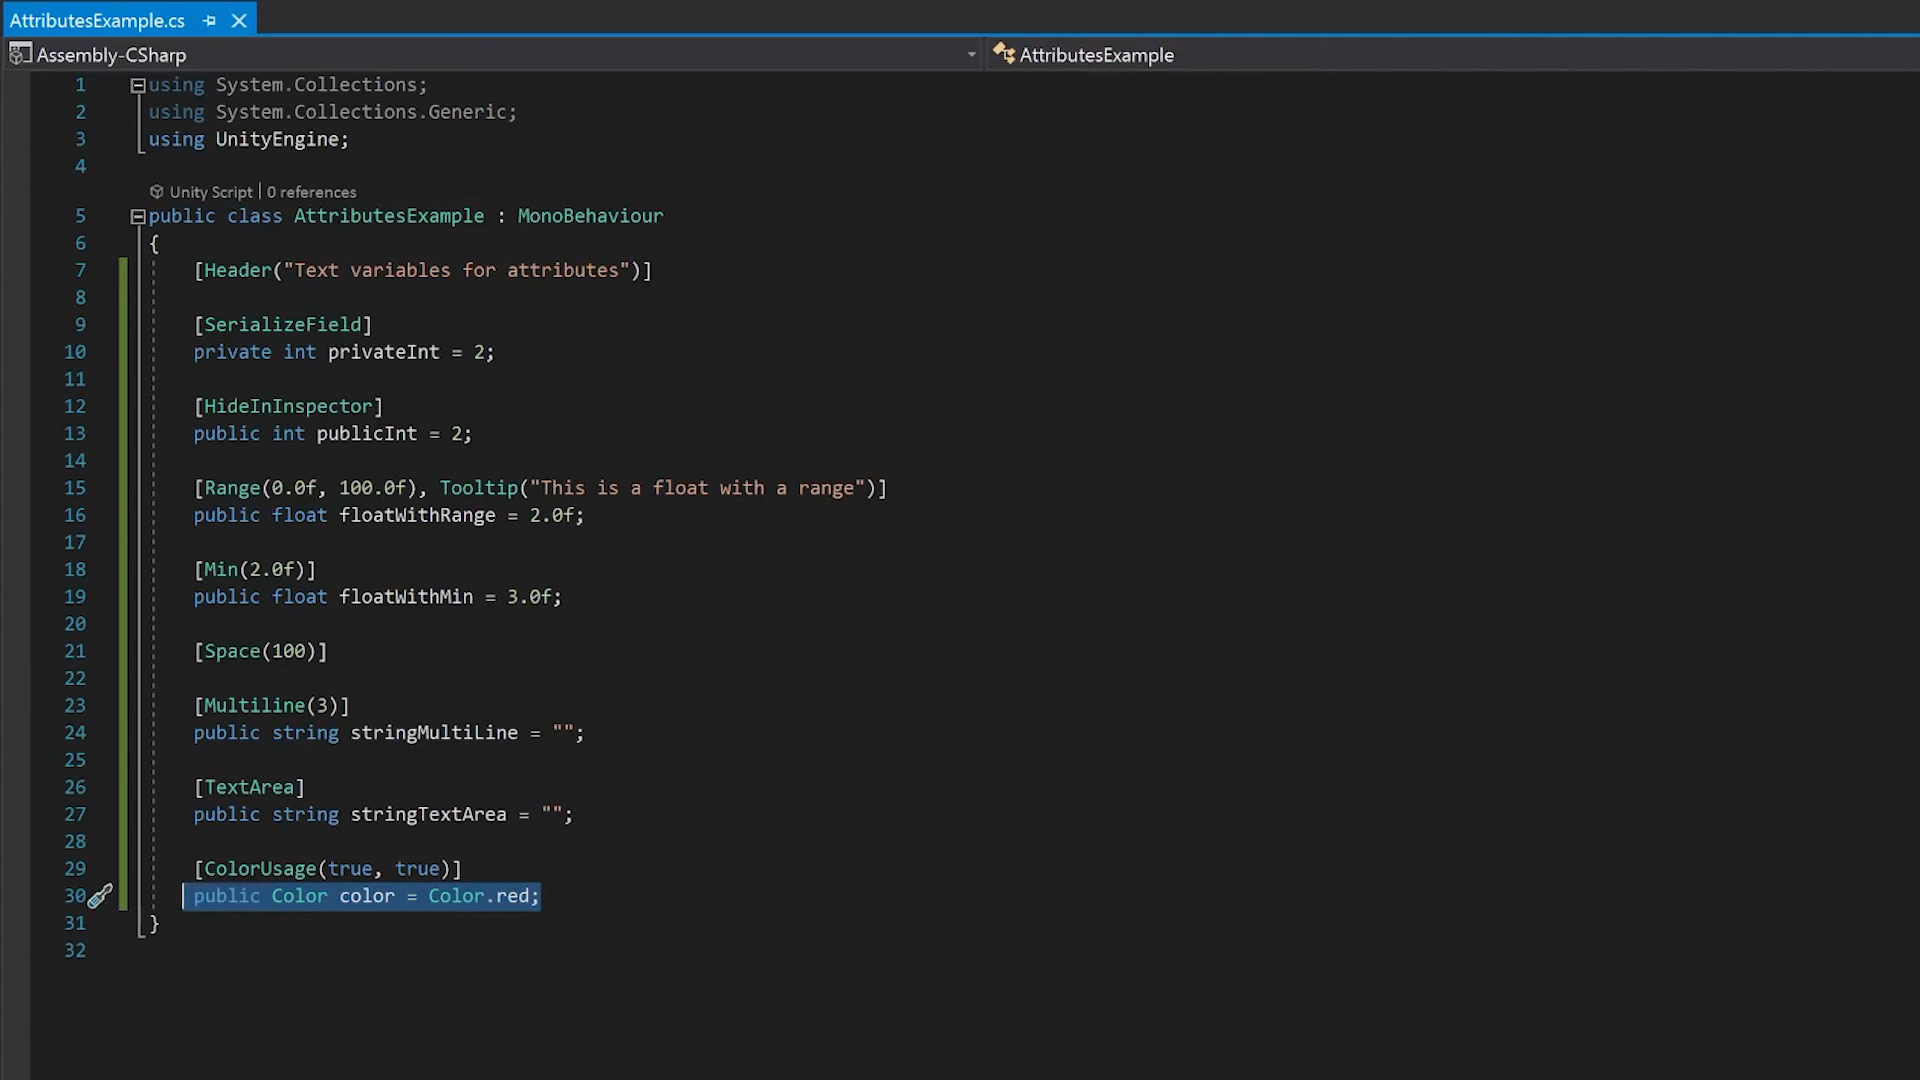 AttributesExample.cs
Assembly-CSharp
AttributesExample
1 using System.Collections;
2 using System.Collections.Generic;
3 using UnityEngine;
4
Unity Script | 0 references
5 public class AttributesExample : MonoBehaviour
6 {
7 [Header("Text variables for attributes")]
8
9 [SerializeField]
10 private int privateInt = 2;
11
12 [HideInInspector]
13 public int publicInt = 2;
14
15 [Range(0.0f, 100.0f), Tooltip("This is a float with a range")]
16 public float floatWithRange = 2.0f;
17
18 [Min(2.0f)]
19 public float floatWithMin = 3.0f;
20
21 [Space(100)]
22
23 [Multiline(3)]
24 public string stringMultiLine = "";
25
26 [TextArea]
27 public string stringTextArea = "";
28
29 [ColorUsage(true, true)]
30 public Color color = Color.red;
31 }
32